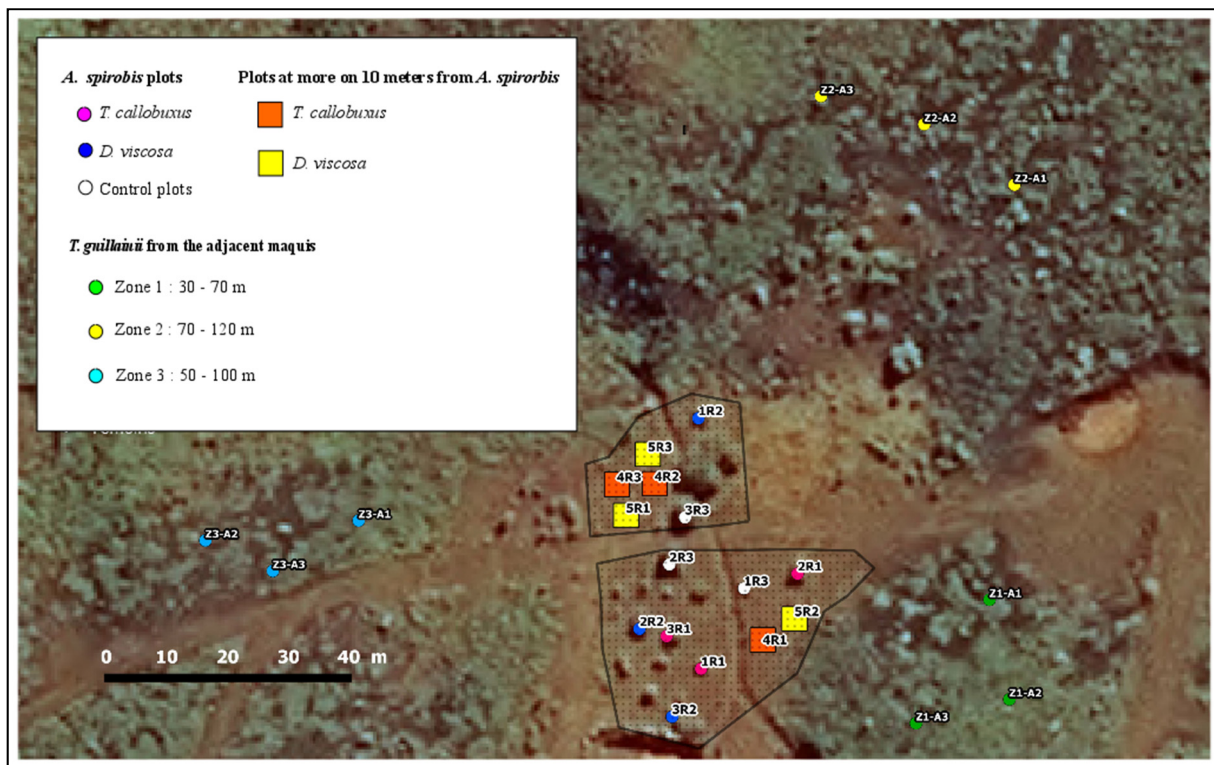 A. spirobis plots
T. callobuxus
D. viscosa
Control plots
Plots at more on 10 meters from A. spirorbis
T. callobuxus
D. viscosa
T. guillainii from the adjacent maquis
Zone 1 : 30 - 70 m
Zone 2 : 70 - 120 m
Zone 3 : 50 - 100 m
Z2-A3
Z2-A2
Z2-A1
1R2
5R3
4R3 4R2
5R1 3R3
Z3-A1
Z3-A2
Z3-A3
2R3
2R1
1R3
Z1-A1
5R2
2R2 3R1
4R1
1R1
0 10 20 30 40 m
Z1-A2
3R2
Z1-A3